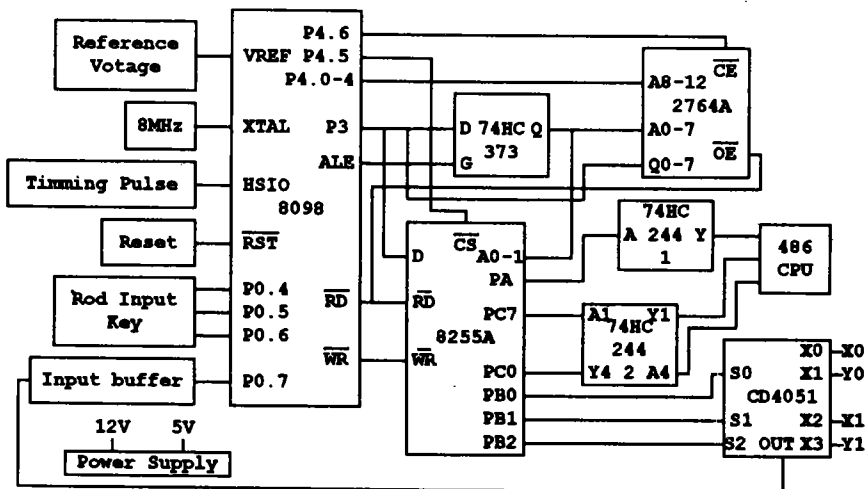 Reference
Votage
8MHz
Timming Pulse
Reset
Rod Input
Key
Input buffer
12V 5V
Power Supply
P4.6
VREF P4.5
P4.0-4
XTAL P3
ALE
HSIO
8098
RST
P0.4
P0.5
P0.6
RD
WR
P0.7
D 74HC Q
373
G
A8-12 CE
2764A
A0-7
OE
Q0-7
CS
A0-1
D
PA
RD
PC7
8255A
WR
PC0
PB0
PB1
PB2
74HC
A 244 Y
1
486
CPU
A1 Y1
74HC
244
Y4 2 A4
X0 X0
S0 X1 Y0
CD4051
S1 X2 X1
S2 OUT X3 Y1